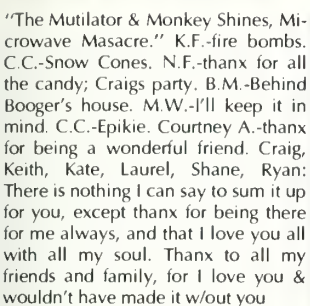 "The Mutilator & Monkey Shines, Mi-
crowave Masacre." K.F.-fire bombs.
C.C.-Snow Cones. N.F.-thanx for all
the candy; Craigs party. B.M.-Behind
Booger's house. M.W.-I'll keep it in
mind. C.C.-Epikie. Courtney A.-thanx
for being a wonderful friend. Craig,
Keith, Kate, Laurel, Shane, Ryan:
There is nothing I can say to sum it up
for you, except thanx for being there
for me always, and that I love you all
with all my soul. Thanx to all my
friends and family, for I love you &
wouldn't have made it w/out you